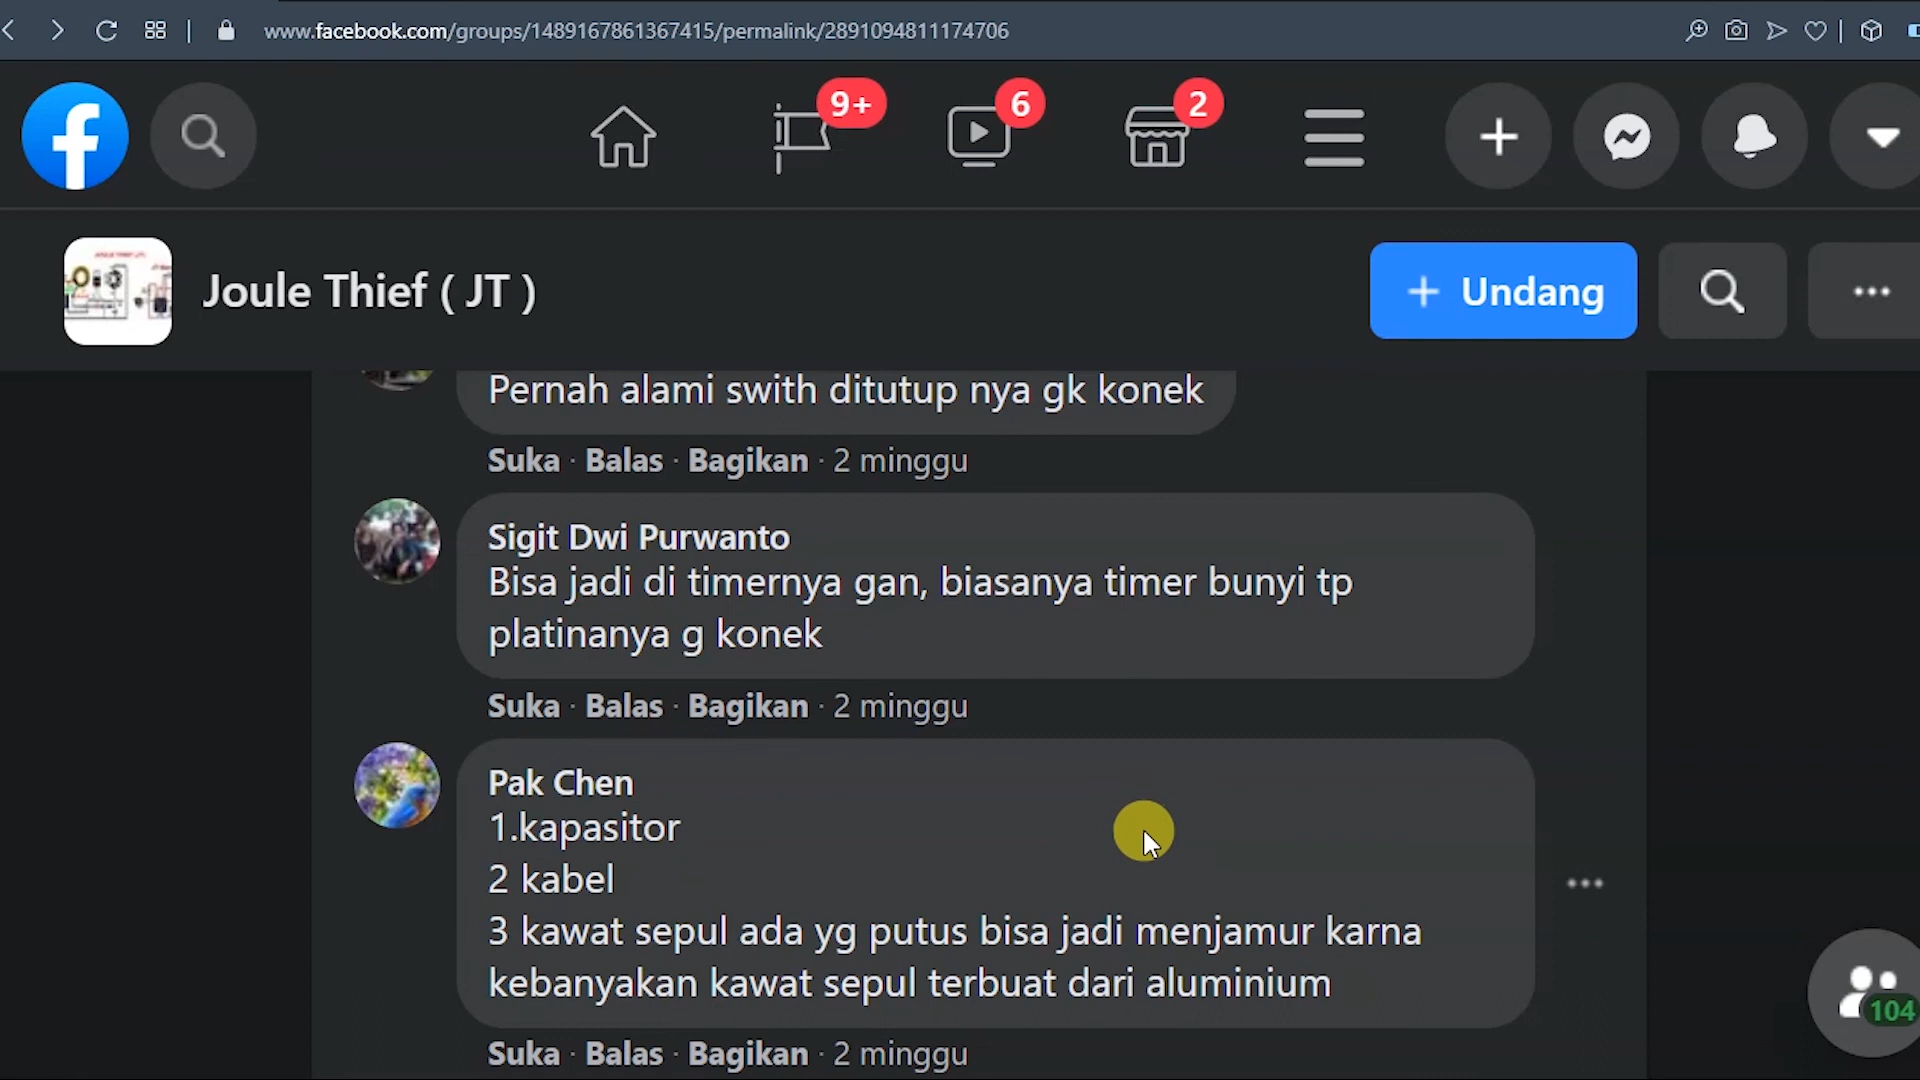 www.facebook.com/groups/1489167861367415/permalink/2891094811174706
9+
6
2
Joule Thief ( JT )
+ Undang
Pernah alami swith ditutup nya gk konek
Suka · Balas · Bagikan · 2 minggu
Sigit Dwi Purwanto
Bisa jadi di timernya gan, biasanya timer bunyi tp
platinanya g konek
Suka · Balas · Bagikan · 2 minggu
Pak Chen
1.kapasitor
2 kabel
3 kawat sepul ada yg putus bisa jadi menjamur karna
kebanyakan kawat sepul terbuat dari aluminium
104
Suka · Balas · Bagikan · 2 minggu